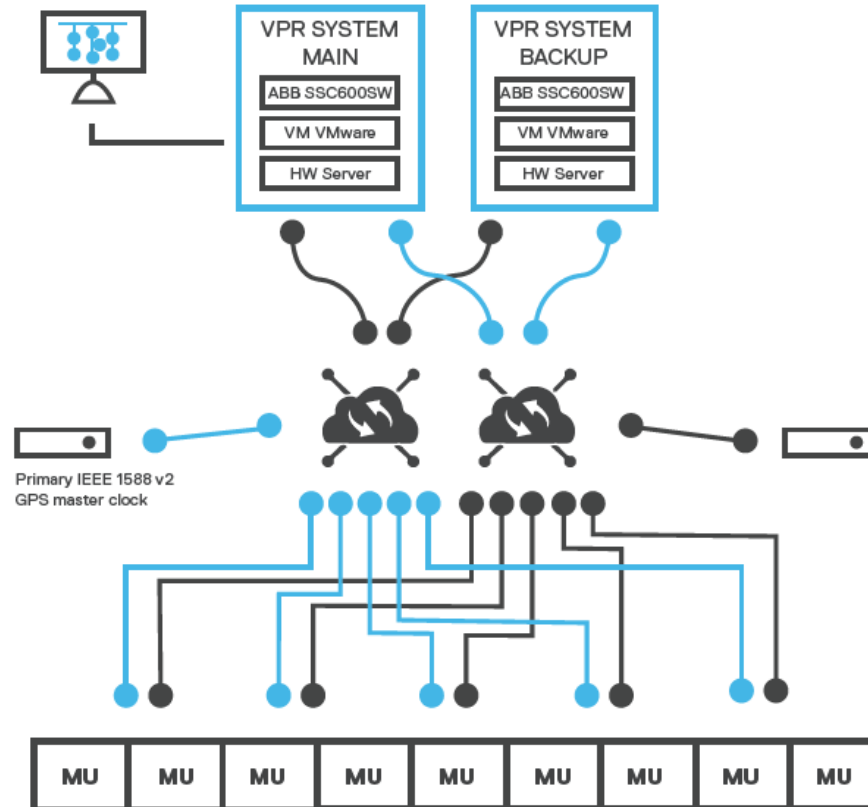 VPR SYSTEM
MAIN
ABB SSC600SW
VM VMware
HW Server
VPR SYSTEM
BACKUP
ABB SSC600SW
VM VMware
HW Server
Primary IEEE 1588 v2
GPS master clock
MU MU MU MU MU MU MU MU MU